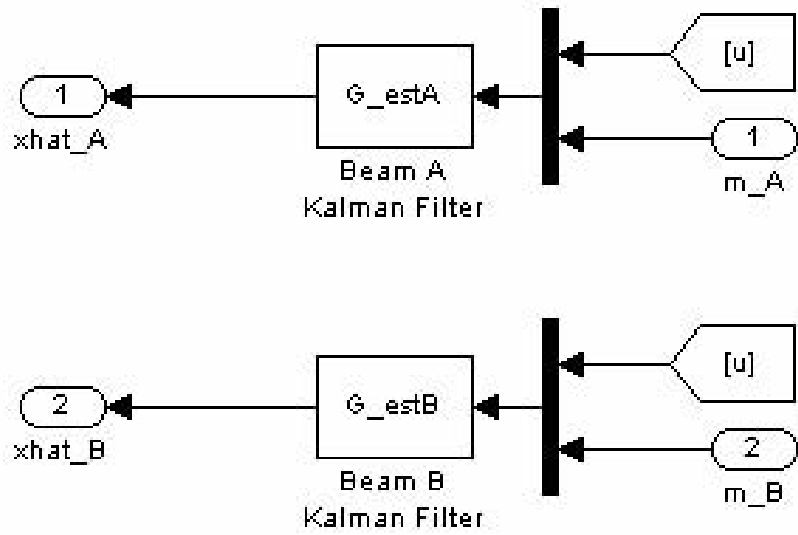 [u]
1
G_estA
1
xhat_A
Beam A
Kalman Filter
m_A
[u]
2
G_estB
2
xhat_B
Beam B
Kalman Filter
m_B